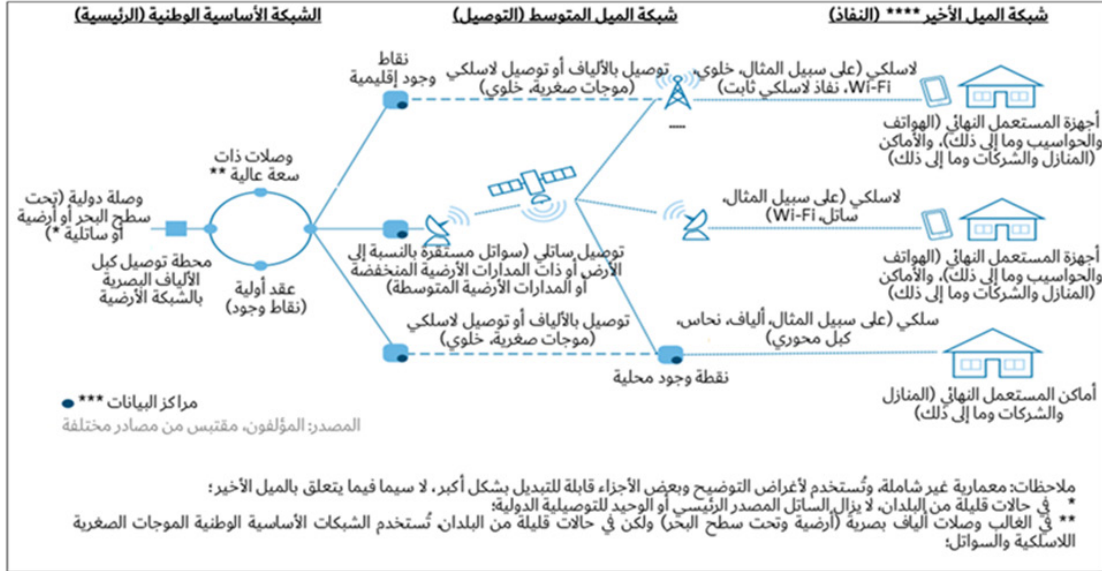 شبكة الميل الأخير **** (النفاذ)
شبكة الميل المتوسط (التوصيل)
الشبكة الأساسية الوطنية (الرئيسية)
لاسلكي (على سبيل المثال، خلوي،
Wi-Fi، نفاذ لاسلكي ثابت)
أجهزة المستعمل النهائي (الهواتف
والحواسيب وما إلى ذلك)، والأماكن
(المنازل والشركات وما إلى ذلك)
توصيل بالألياف أو توصيل لاسلكي
(موجات صغرية، خلوي)
.....
نقاط
وجود إقليمية
وصلات ذات
سعة عالية **
وصلة دولية (تحت
سطح البحر أو أرضية
أو ساتلية *)
محطة توصيل كبل
الألياف البصرية
بالشبكة الأرضية
عقد أولية
(نقاط وجود)
لاسلكي (على سبيل المثال،
ساتل، Wi-Fi)
أجهزة المستعمل النهائي (الهواتف
والحواسيب وما إلى ذلك)، والأماكن
(المنازل والشركات وما إلى ذلك)
توصيل ساتلي (سواتل مستقرة بالنسبة إلى
الأرض أو ذات المدارات الأرضية المنخفضة
أو المدارات الأرضية المتوسطة)
سلكي (على سبيل المثال، ألياف، نحاس،
كبل محوري)
توصيل بالألياف أو توصيل لاسلكي
(موجات صغرية، خلوي)
نقطة وجود محلية
أماكن المستعمل النهائي (المنازل
والشركات وما إلى ذلك)
مراكز البيانات ***
المصدر: المؤلفون، مقتبس من مصادر مختلفة
ملاحظات: معمارية غير شاملة، وتُستخدم لأغراض التوضيح وبعض الأجزاء قابلة للتبديل بشكل أكبر، لا سيما فيما يتعلق بالميل الأخير؛
* في حالات قليلة من البلدان، لا يزال الساتل المصدر الرئيسي أو الوحيد للتوصيلية الدولية؛
** في الغالب وصلات ألياف بصرية (أرضية وتحت سطح البحر) ولكن في حالات قليلة من البلدان، تُستخدم الشبكات الأساسية الوطنية الموجات الصغرية
اللاسلكية والسواتل؛